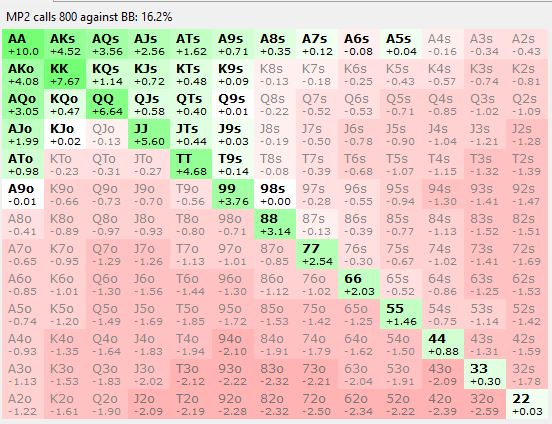 MP2 calls 800 against BB: 16.2%
AA AKs AQs AJs ATs A9s A8s A7s A6s A5s A4s A3s A2s
+10.0 +4.52 +3.56 +2.56 +1.62 +0.71 +0.35 +0.12 -0.08 +0.04 -0.16 -0.34 -0.43
AKo KK KQs KJs KTs K9s K8s K7s K6s K5s K4s K3s K2s
+4.08 +7.67 +1.14 +0.72 +0.48 +0.09 -0.13 -0.18 -0.25 -0.43 -0.57 -0.74 -0.81
AQo KQo QQ QJs QTs Q9s Q8s Q7s Q6s Q5s Q4s Q3s Q2s
+3.05 +0.47 +6.64 +0.58 +0.40 +0.01 -0.22 -0.52 -0.53 -0.71 -0.85 -1.02 -1.09
AJo KJo QJo JJ JTs J9s J8s J7s J6s J5s J4s J3s J2s
+1.99 +0.02 -0.13 +5.60 +0.44 +0.03 -0.19 -0.50 -0.78 -0.90 -1.04 -1.21 -1.28
ATo KTo QTo JTo TT T9s T8s T7s T6s T5s T4s T3s T2s
+0.98 -0.23 -0.31 -0.27 +4.68 +0.14 -0.08 -0.39 -0.68 -1.07 -1.15 -1.32 -1.39
A9o K9o Q9o J9o T9o 99 98s 97s 96s 95s 94s 93s 92s
-0.01 -0.66 -0.73 -0.70 -0.56 +3.76 +0.00 -0.28 -0.55 -0.94 -1.30 -1.41 -1.47
A8o K8o Q8o J8o T8o 98o 88 87s 86s 85s 84s 83s 82s
-0.41 -0.89 -0.97 -0.93 -0.80 -0.71 +3.14 -0.13 -0.39 -0.77 -1.13 -1.52 -1.51
A7o K7o Q7o J7o T7o 97o 87o 77 76s 75s 74s 73s 72s
-0.65 -0.95 -1.29 -1.26 -1.13 -1.01 -0.85 +2.54 -0.30 -0.67 -1.02 -1.41 -1.69
A6o K6o Q6o J6o T6o 96o 86o 76o 66 65s 64s 63s 62s
-0.85 -1.01 -1.30 -1.56 -1.44 -1.30 -1.12 -1.02 +2.03 -0.52 -0.86 -1.25 -1.53
A5o K5o Q5o J5o T5o 95o 85o 75o 65o 55 54s 53s 52s
-0.74 -1.20 -1.49 -1.69 -1.85 -1.72 -1.53 -1.42 -1.25 +1.46 -0.75 -1.14 -1.42
A4o K4o Q4o J4o T4o 94o 84o 74o 64o 54o 44 43s 42s
-0.93 -1.35 -1.64 -1.83 -1.94 -2.10 -1.91 -1.79 -1.62 -1.50 +0.88 -1.31 -1.59
A3o K3o Q3o J3o T3o 93o 83o 73o 63o 53o 43o 33 32s
-1.13 -1.53 -1.83 -2.02 -2.12 -2.22 -2.32 -2.21 -2.04 -1.91 -2.09 +0.30 -1.78
A2o K2o Q2o J2o T2o 92o 82o 72o 62o 52o 42o 32o 22
-1.22 -1.61 -1.90 -2.09 -2.19 -2.28 -2.32 -2.50 -2.34 -2.22 -2.39 -2.59 +0.03